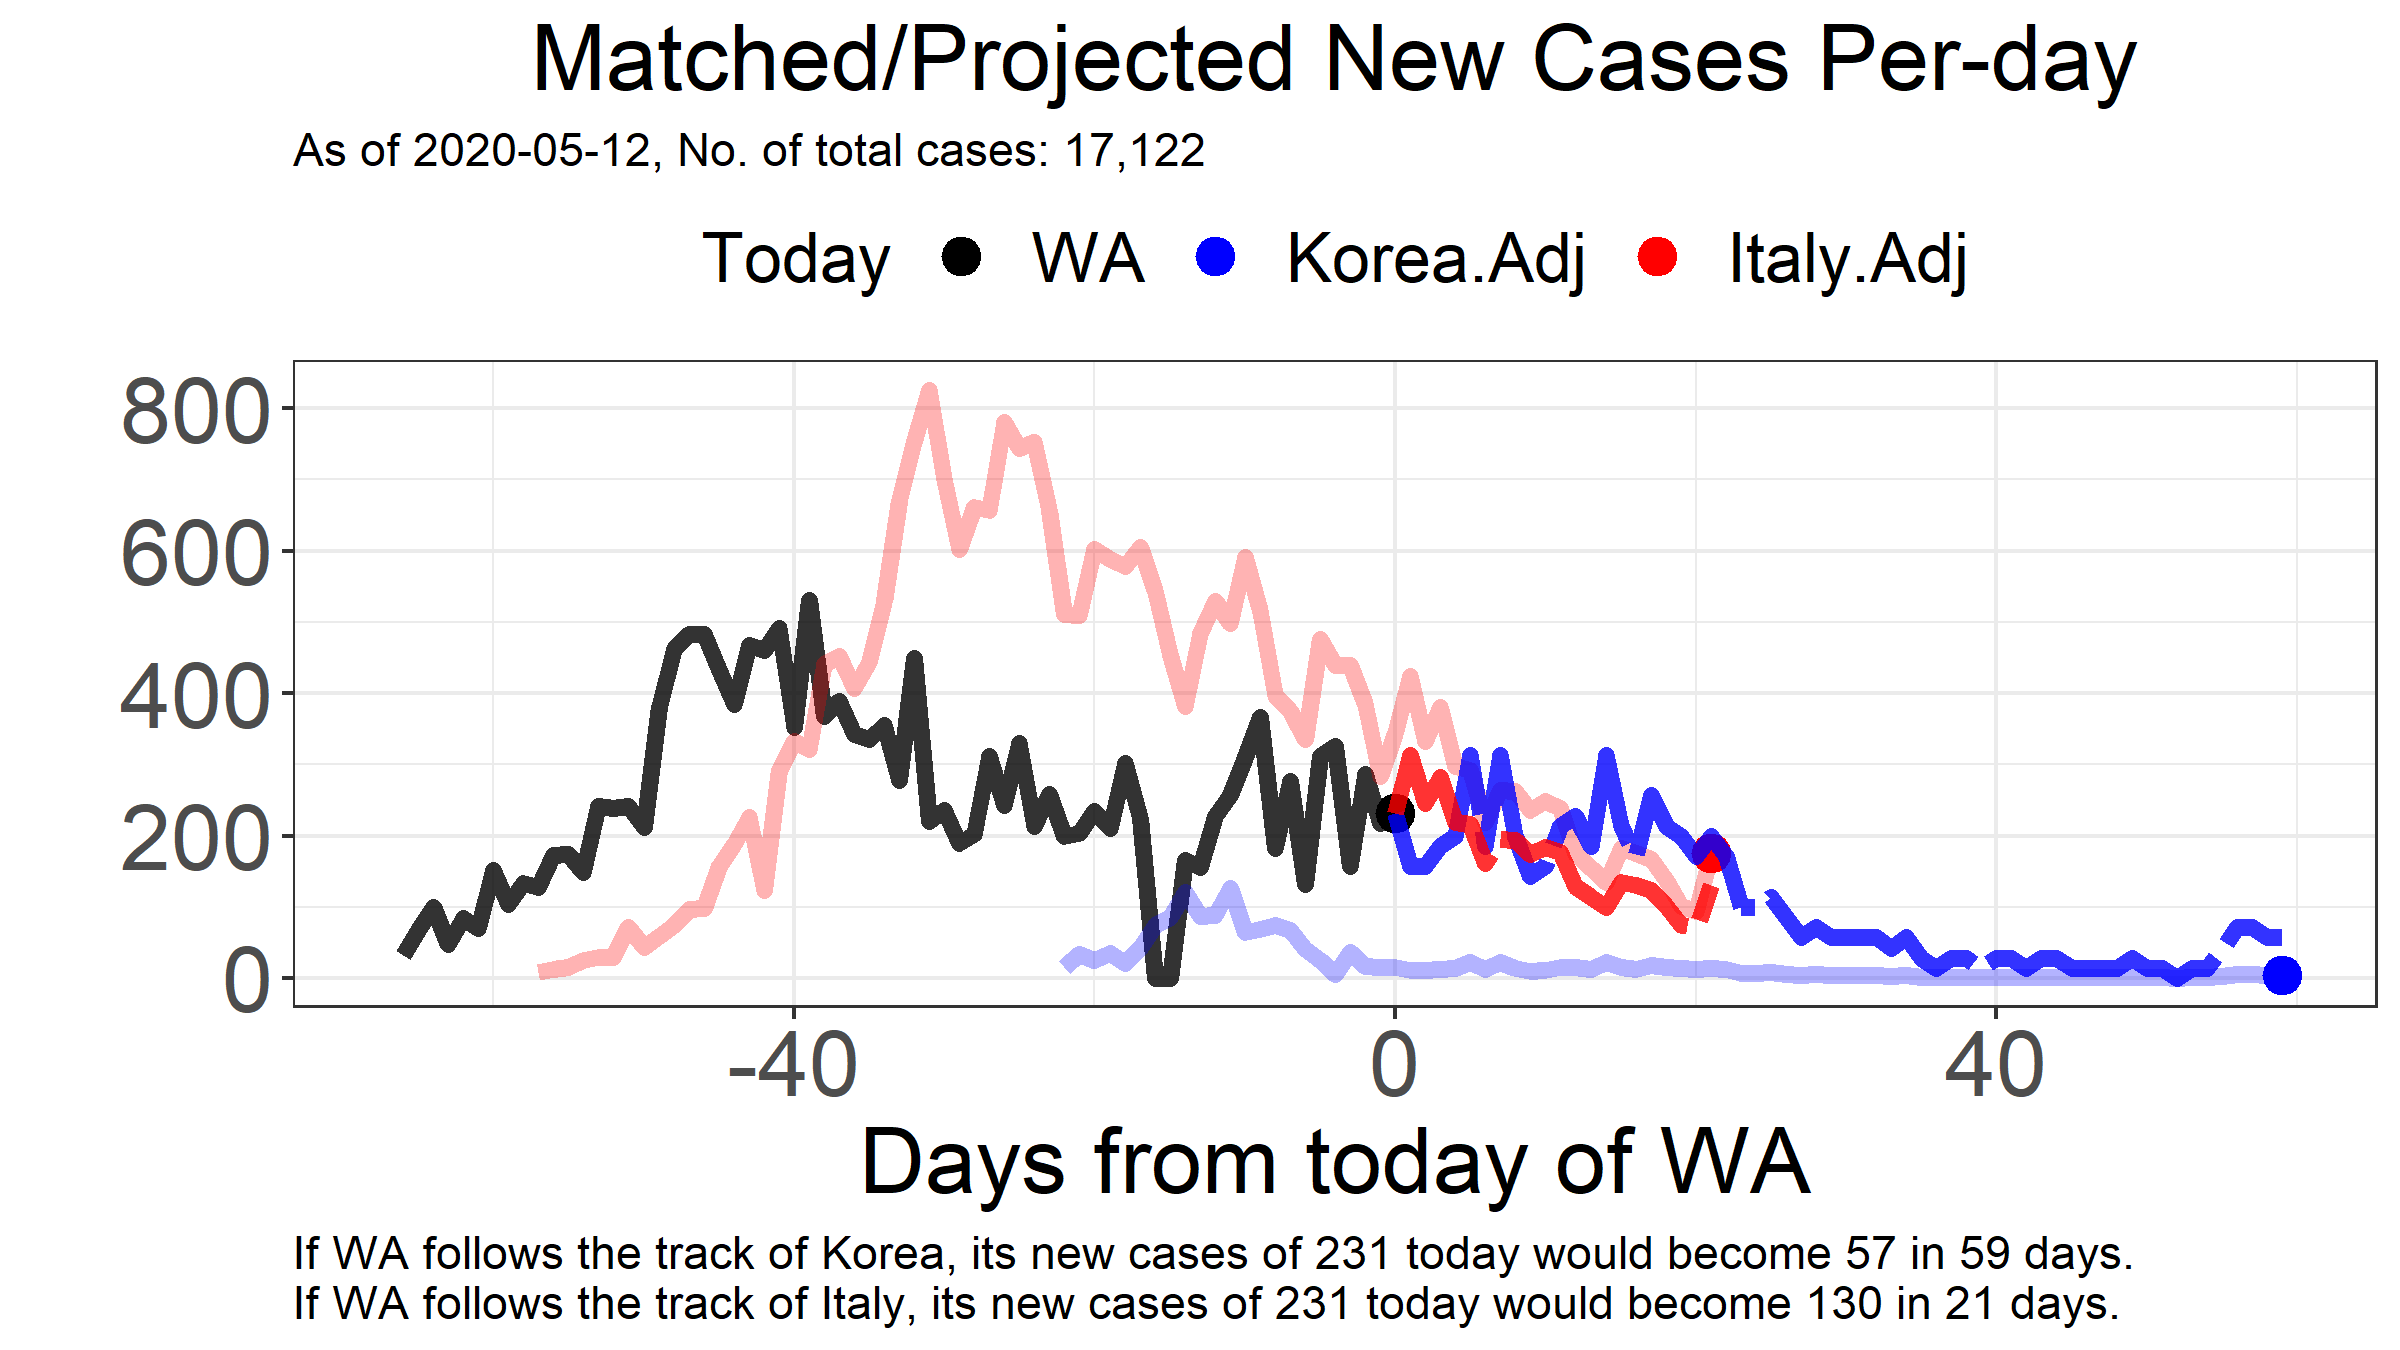 Matched/Projected New Cases Per-day
As of 2020-05-12, No. of total cases: 17,122
Today WA Korea.Adj Italy.Adj
800
600
400
200
0
-40 0 40
Days from today of WA
If WA follows the track of Korea, its new cases of 231 today would become 57 in 59 days.
If WA follows the track of Italy, its new cases of 231 today would become 130 in 21 days.